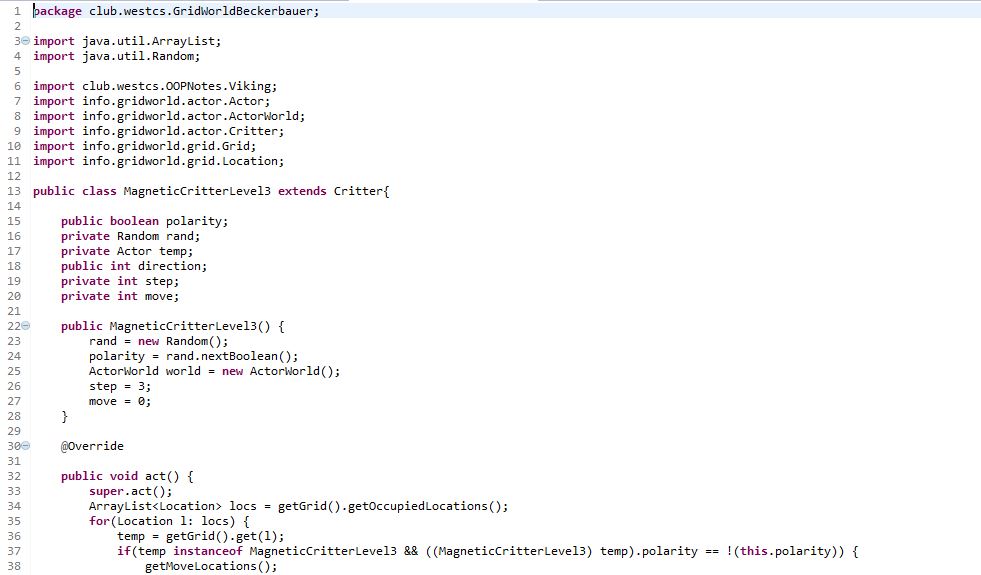 1 package club.westcs.GridWorldBeckerbauer;
2
3 import java.util.ArrayList;
4 import java.util.Random;
5
6 import club.westcs.OOPNotes.Viking;
7 import info.gridworld.actor.Actor;
8 import info.gridworld.actor.ActorWorld;
9 import info.gridworld.actor.Critter;
10 import info.gridworld.grid.Grid;
11 import info.gridworld.grid.Location;
12
13 public class MagneticCritterLevel3 extends Critter{
14
15     public boolean polarity;
16     private Random rand;
17     private Actor temp;
18     public int direction;
19     private int step;
20     private int move;
21
22     public MagneticCritterLevel3() {
23         rand = new Random();
24         polarity = rand.nextBoolean();
25         ActorWorld world = new ActorWorld();
26         step = 3;
27         move = 0;
28     }
29
30     @Override
31
32     public void act() {
33         super.act();
34         ArrayList<Location> locs = getGrid().getOccupiedLocations();
35         for(Location l: locs) {
36             temp = getGrid().get(l);
37             if(temp instanceof MagneticCritterLevel3 && ((MagneticCritterLevel3) temp).polarity == !(this.polarity)) {
38                 getMoveLocations();